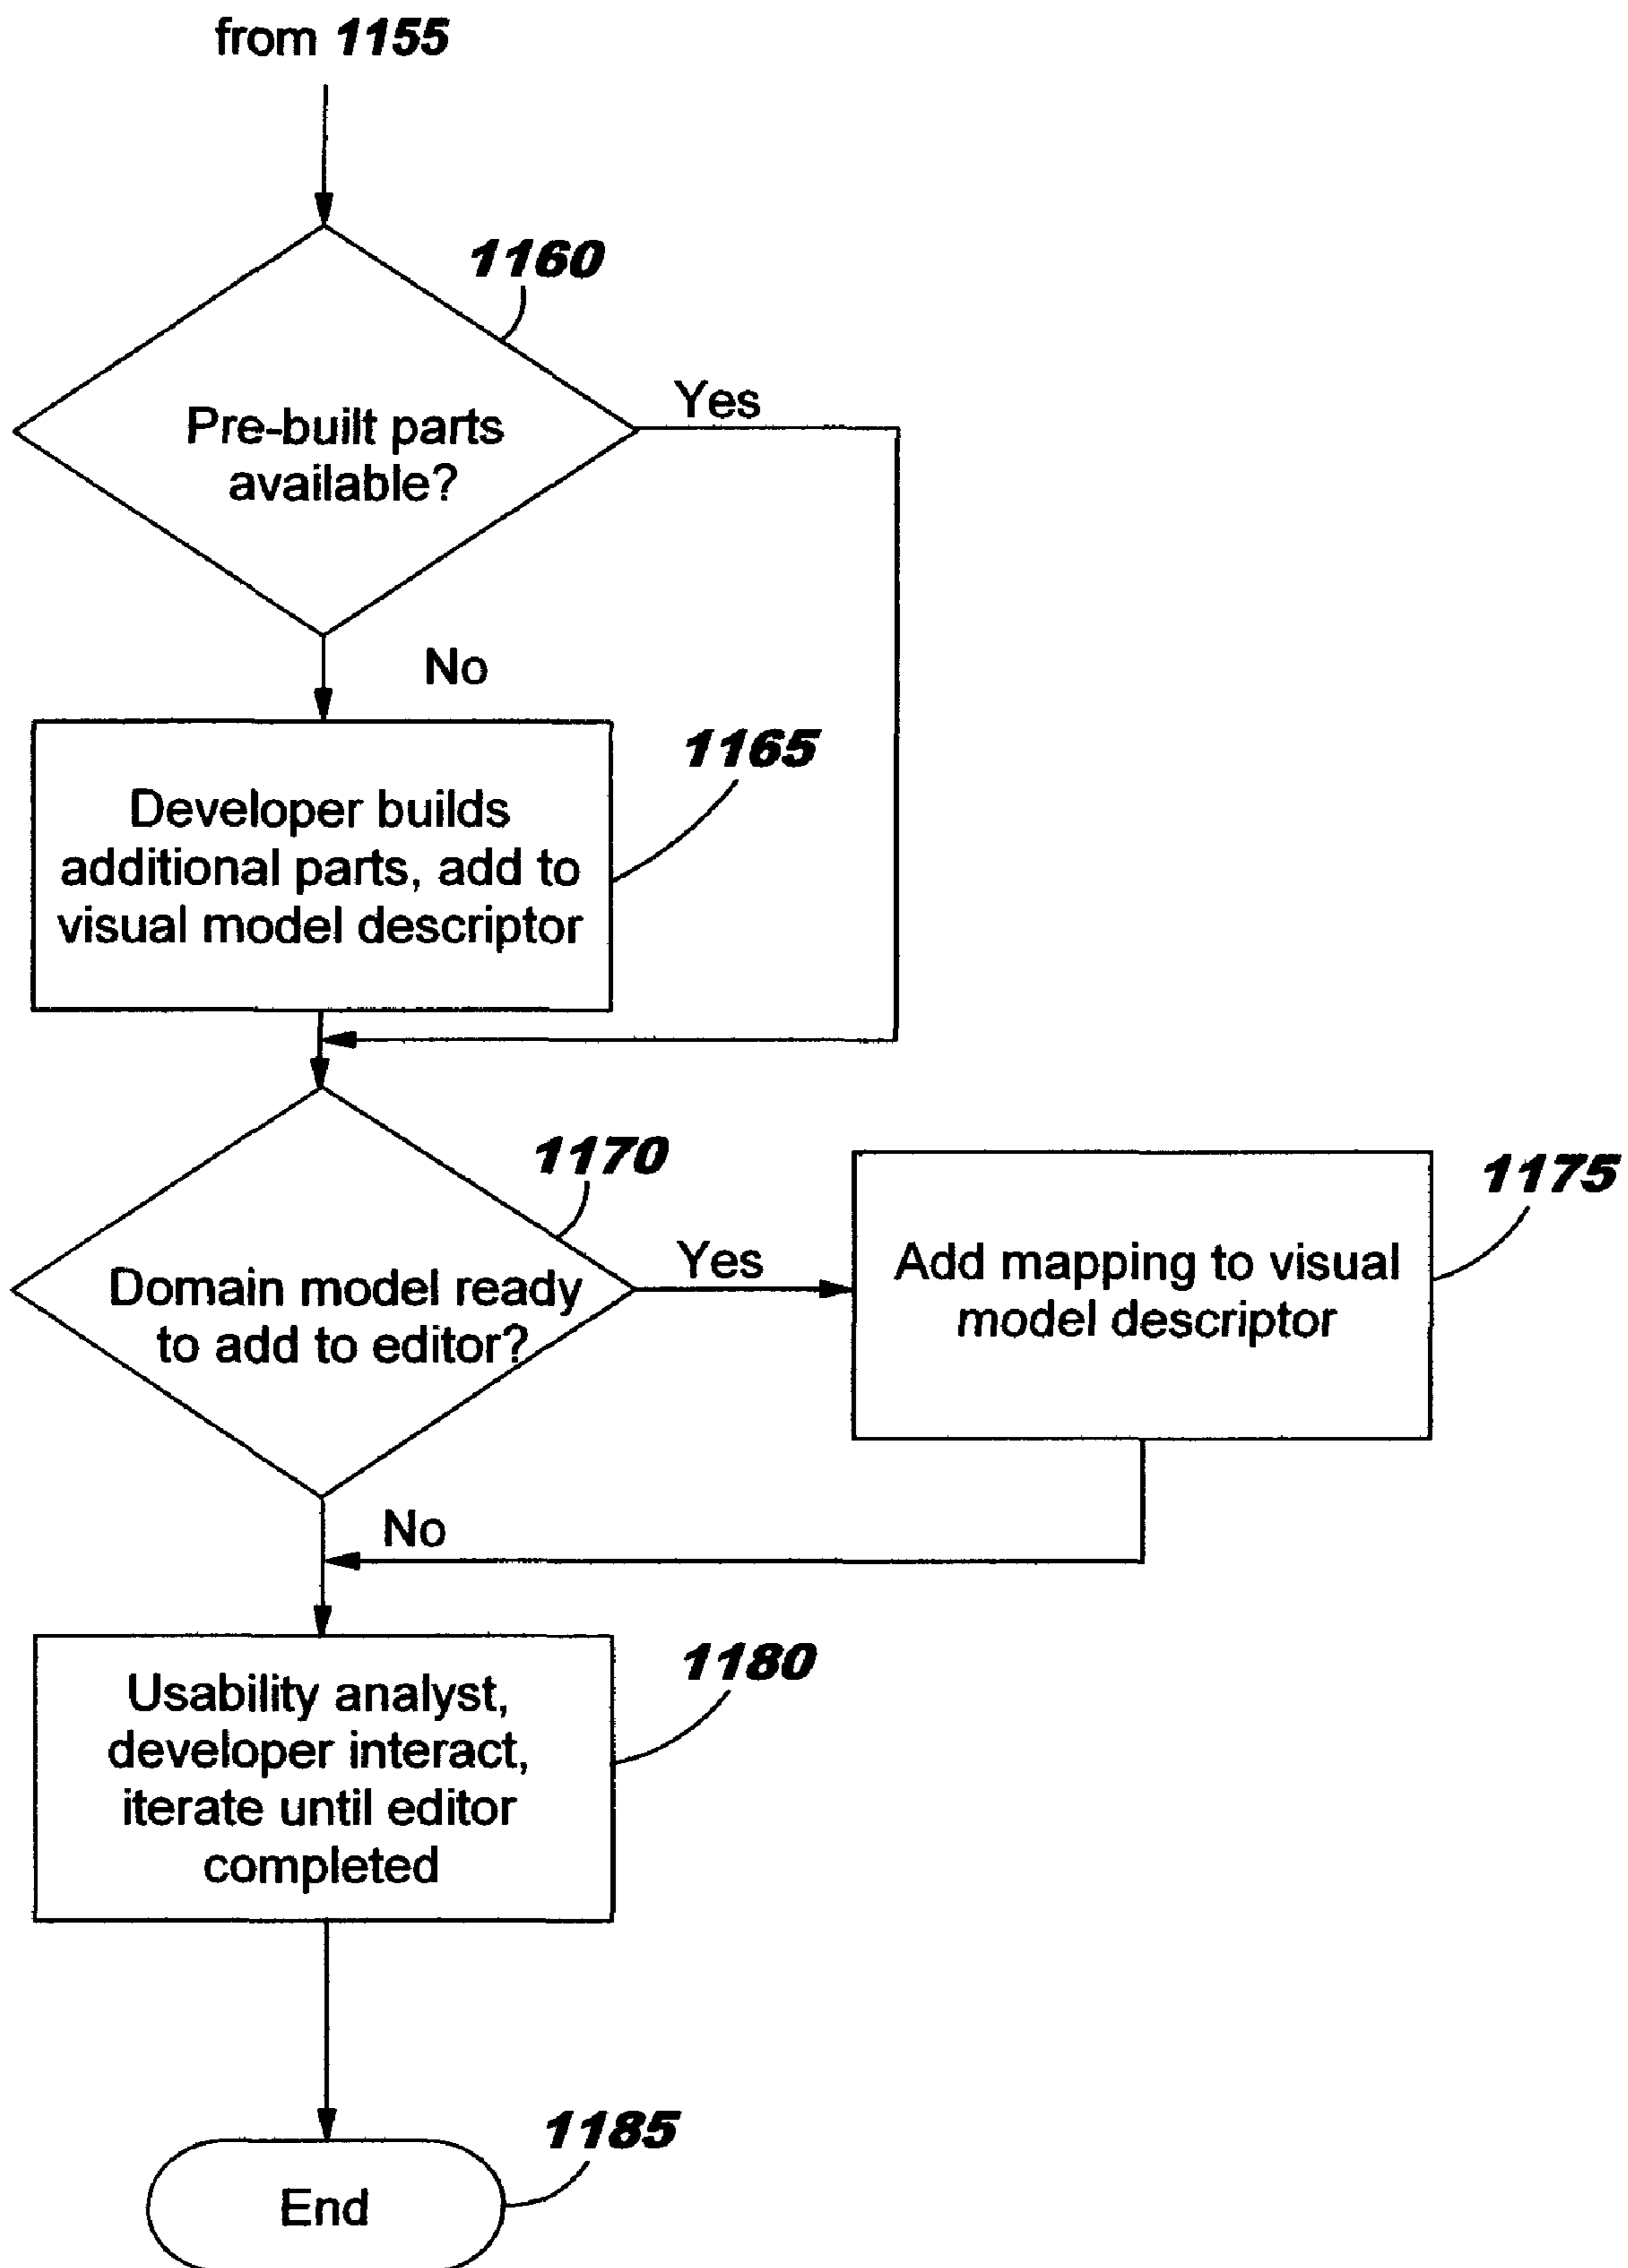 from 1155
1160
Pre-built parts
available?
Yes
No
1165
Developer builds
additional parts, add to
visual model descriptor
1170
Domain model ready
to add to editor?
Yes
1175
Add mapping to visual
model descriptor
No
1180
Usability analyst,
developer interact,
iterate until editor
completed
1185
End